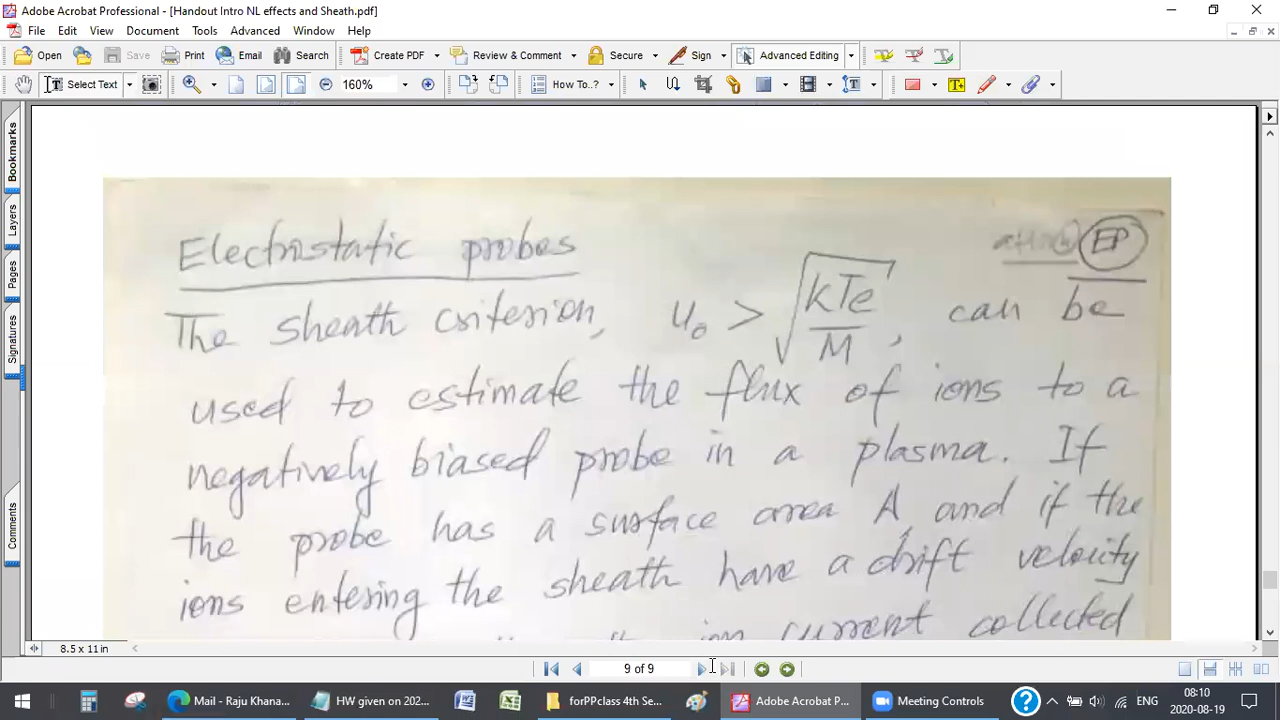 Adobe Acrobat Professional - [Handout Intro NL effects and Sheath.pdf]
File Edit View Document Tools Advanced Window Help
Open Print Email Search Create PDF Review & Comment Secure Sign Advanced Editing
Select Text 160% How To..?
Bookmarks
Layers
Pages
Signatures
Comments
Electrostatic probes EP
The sheath criterion, u₀ > √(kTe/M), can be
used to estimate the flux of ions to a
negatively biased probe in a plasma. If
the probe has a surface area A, and if the
ions entering the sheath have a drift velocity
ion current collected
8.5 x 11 in
9 of 9
Mail - Raju Khana... HW given on 202... forPPclass 4th Se... Adobe Acrobat P... Meeting Controls ENG 08:10
2020-08-19